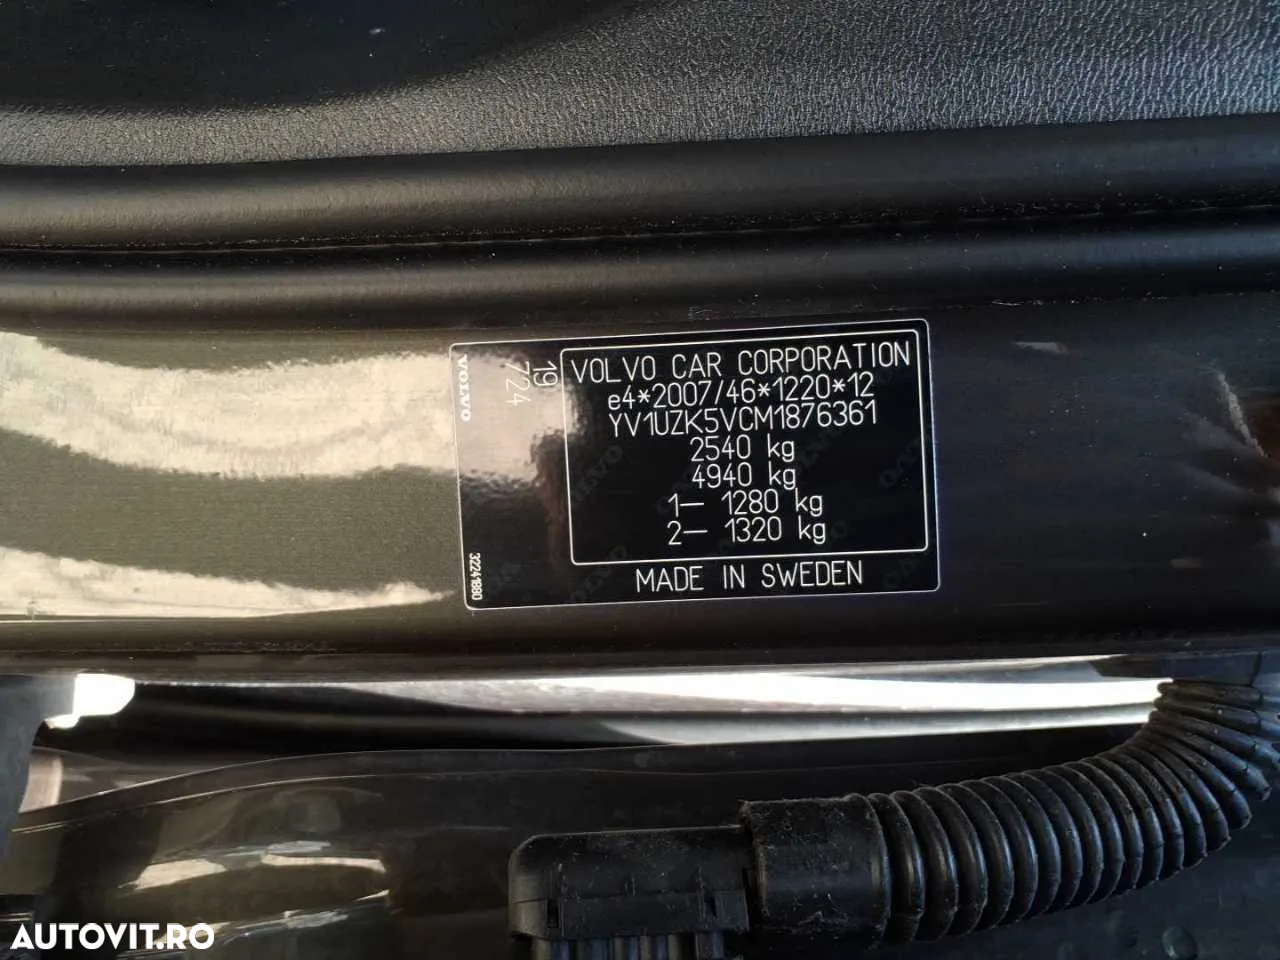 VOLVO
19
724
VOLVO CAR CORPORATION
e4*2007/46*1220*12
YV1UZK5VCM1876361
2540 kg
4940 kg
1— 1280 kg
2— 1320 kg
32241880
MADE IN SWEDEN
AUTOVIT.RO